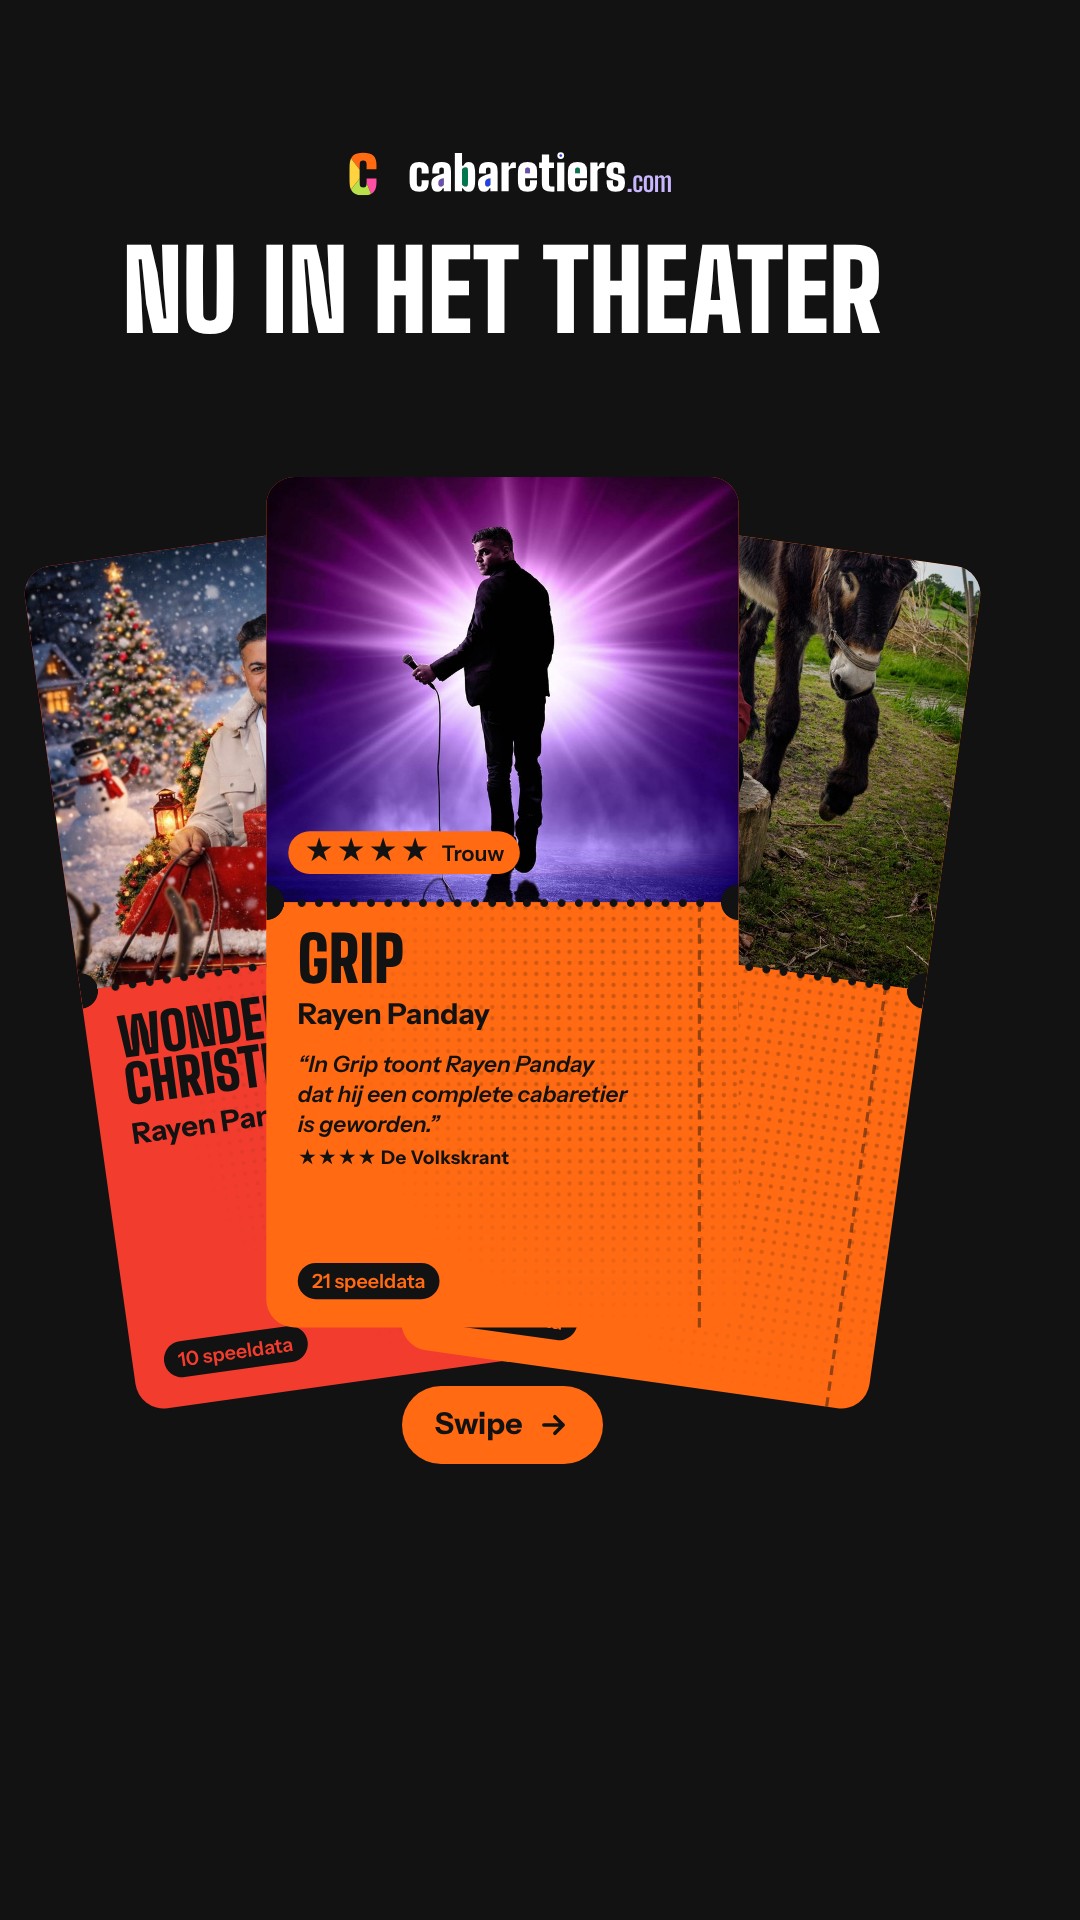 cabaretiers.com
NU IN HET THEATER
★★★★ Trouw
GRIP
Rayen Panday
“In Grip toont Rayen Panday
dat hij een complete cabaretier
is geworden.”
★★★★ De Volkskrant
21 speeldata
Rayen
10 speeldata
Swipe →